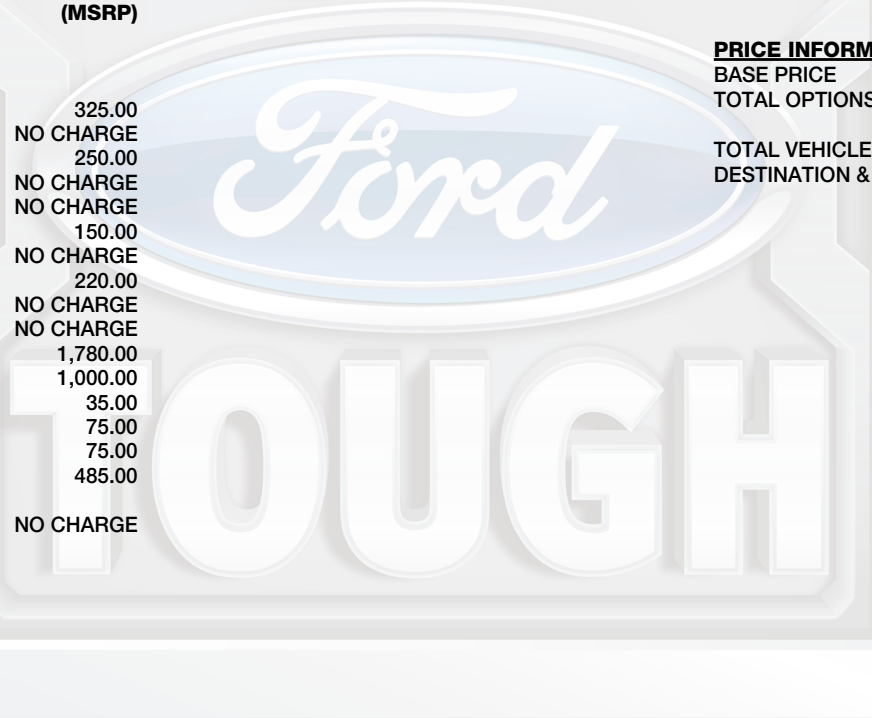 (MSRP)
325.00
NO CHARGE
250.00
NO CHARGE
NO CHARGE
150.00
NO CHARGE
220.00
NO CHARGE
NO CHARGE
1,780.00
1,000.00
35.00
75.00
75.00
485.00
NO CHARGE
PRICE INFORM
BASE PRICE
TOTAL OPTIONS
TOTAL VEHICLE
DESTINATION &
Ford
TOUGH